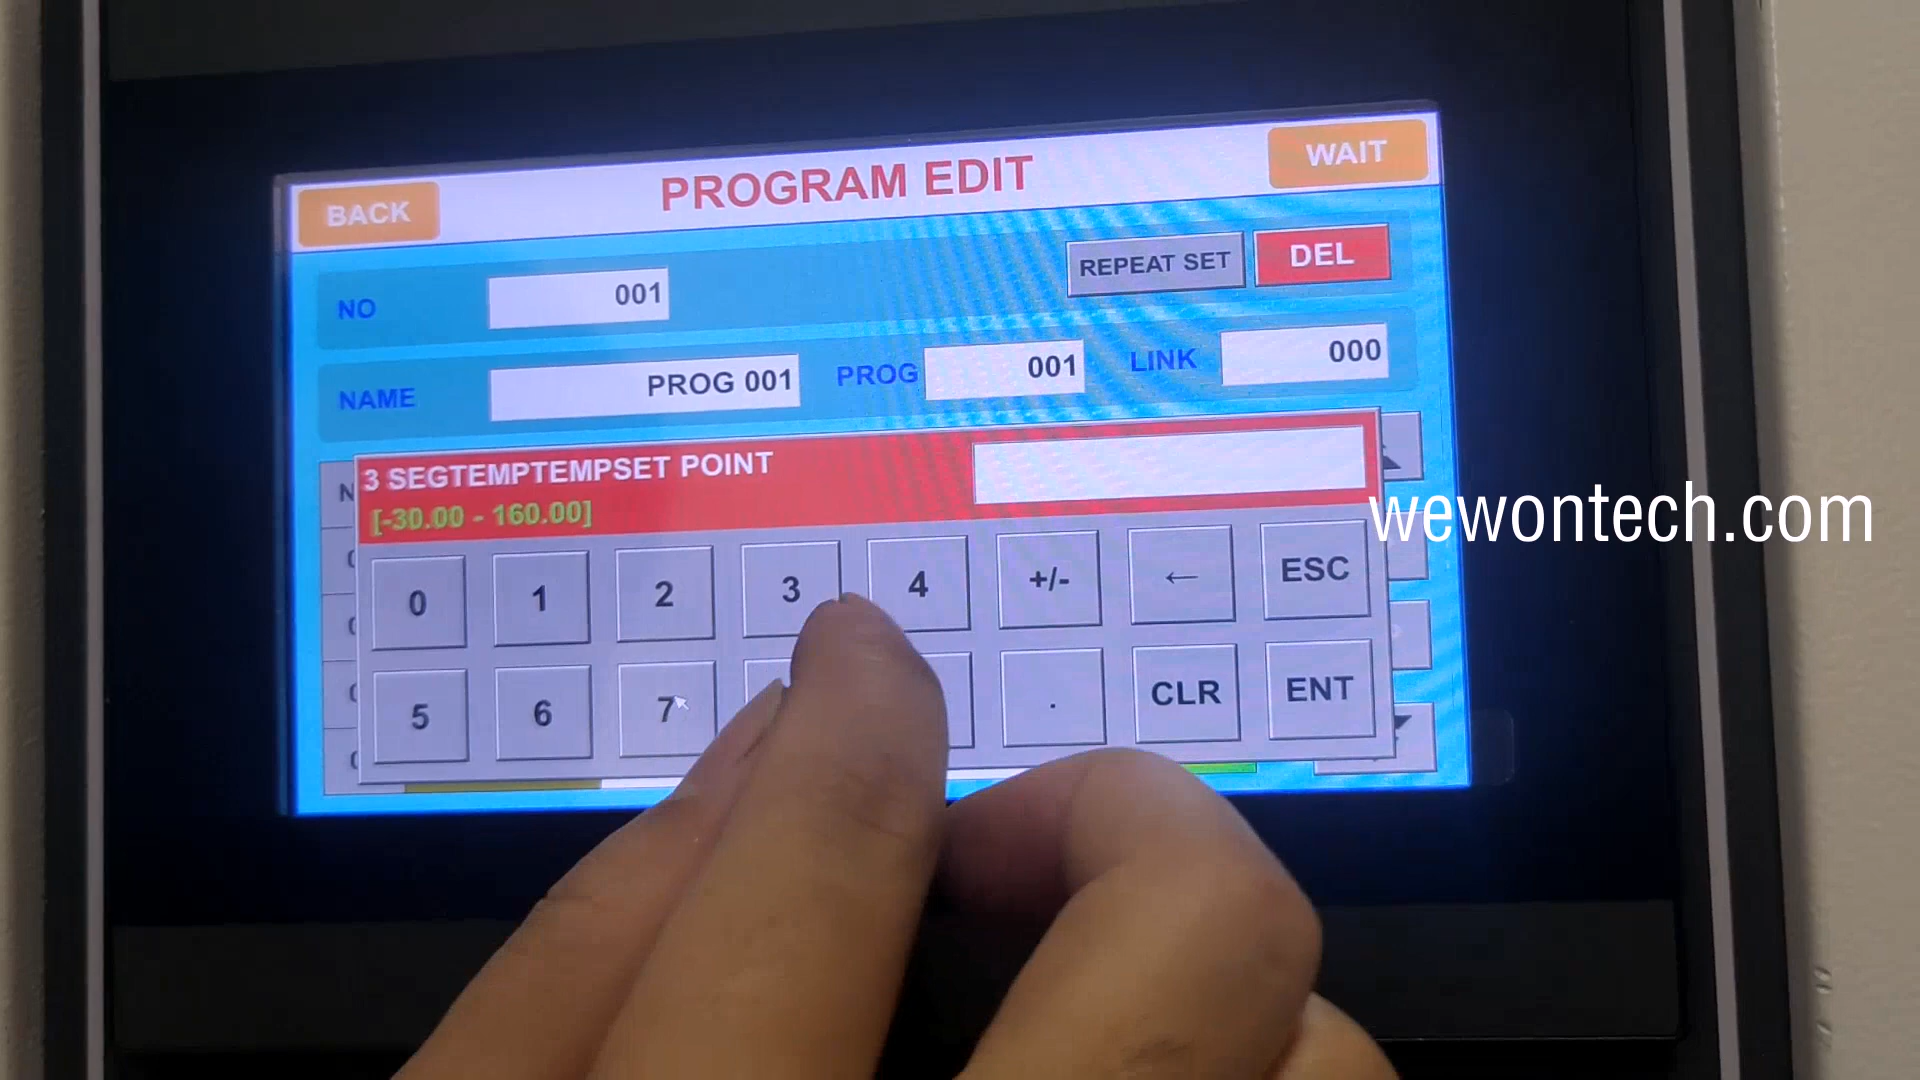 BACK
PROGRAM EDIT
WAIT
REPEAT SET
DEL
NO
001
NAME
PROG 001
PROG
001
LINK
000
3 SEGTEMPTEMPSET POINT
[-30.00 - 160.00]
wewontech.com
0 1 2 3 4 +/- ← ESC
5 6 7 . CLR ENT